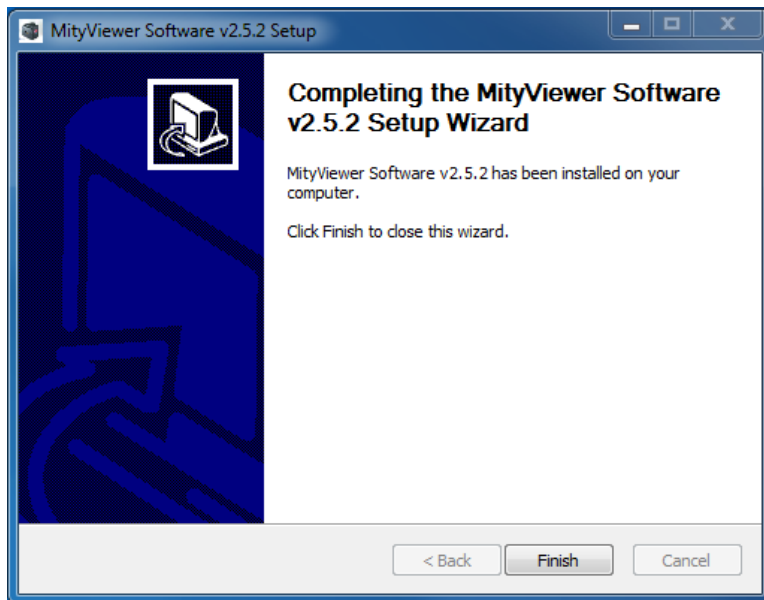 MityViewer Software v2.5.2 Setup
Completing the MityViewer Software
v2.5.2 Setup Wizard
MityViewer Software v2.5.2 has been installed on your
computer.
Click Finish to close this wizard.
< Back
Finish
Cancel